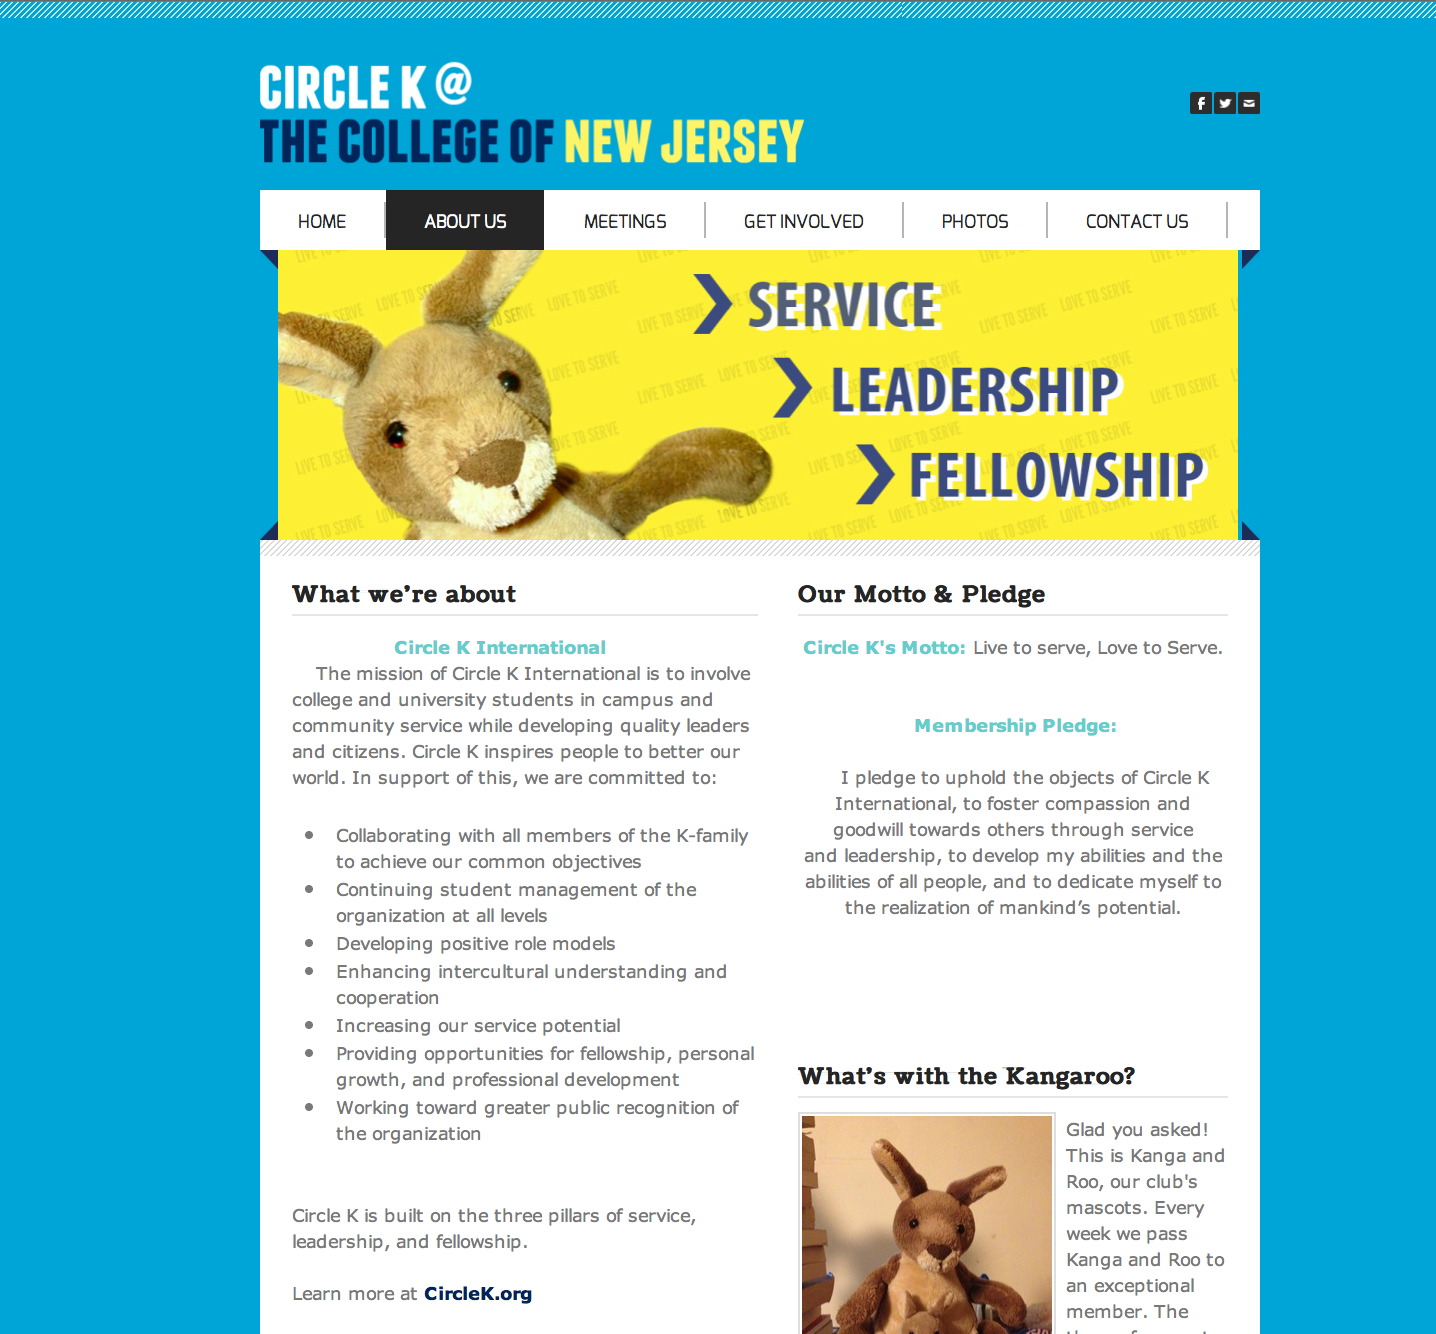 CIRCLE K @
THE COLLEGE OF NEW JERSEY
HOME
ABOUT US
MEETINGS
GET INVOLVED
PHOTOS
CONTACT US
LOVE TO SERVE
LIVE TO SERVE
SERVICE
LEADERSHIP
FELLOWSHIP
What we're about
Circle K International
The mission of Circle K International is to involve
college and university students in campus and
community service while developing quality leaders
and citizens. Circle K inspires people to better our
world. In support of this, we are committed to:
• Collaborating with all members of the K-family
to achieve our common objectives
• Continuing student management of the
organization at all levels
• Developing positive role models
• Enhancing intercultural understanding and
cooperation
• Increasing our service potential
• Providing opportunities for fellowship, personal
growth, and professional development
• Working toward greater public recognition of
the organization
Circle K is built on the three pillars of service,
leadership, and fellowship.
Learn more at CircleK.org
Our Motto & Pledge
Circle K's Motto: Live to serve, Love to Serve.
Membership Pledge:
I pledge to uphold the objects of Circle K
International, to foster compassion and
goodwill towards others through service
and leadership, to develop my abilities and the
abilities of all people, and to dedicate myself to
the realization of mankind's potential.
What's with the Kangaroo?
Glad you asked!
This is Kanga and
Roo, our club's
mascots. Every
week we pass
Kanga and Roo to
an exceptional
member. The